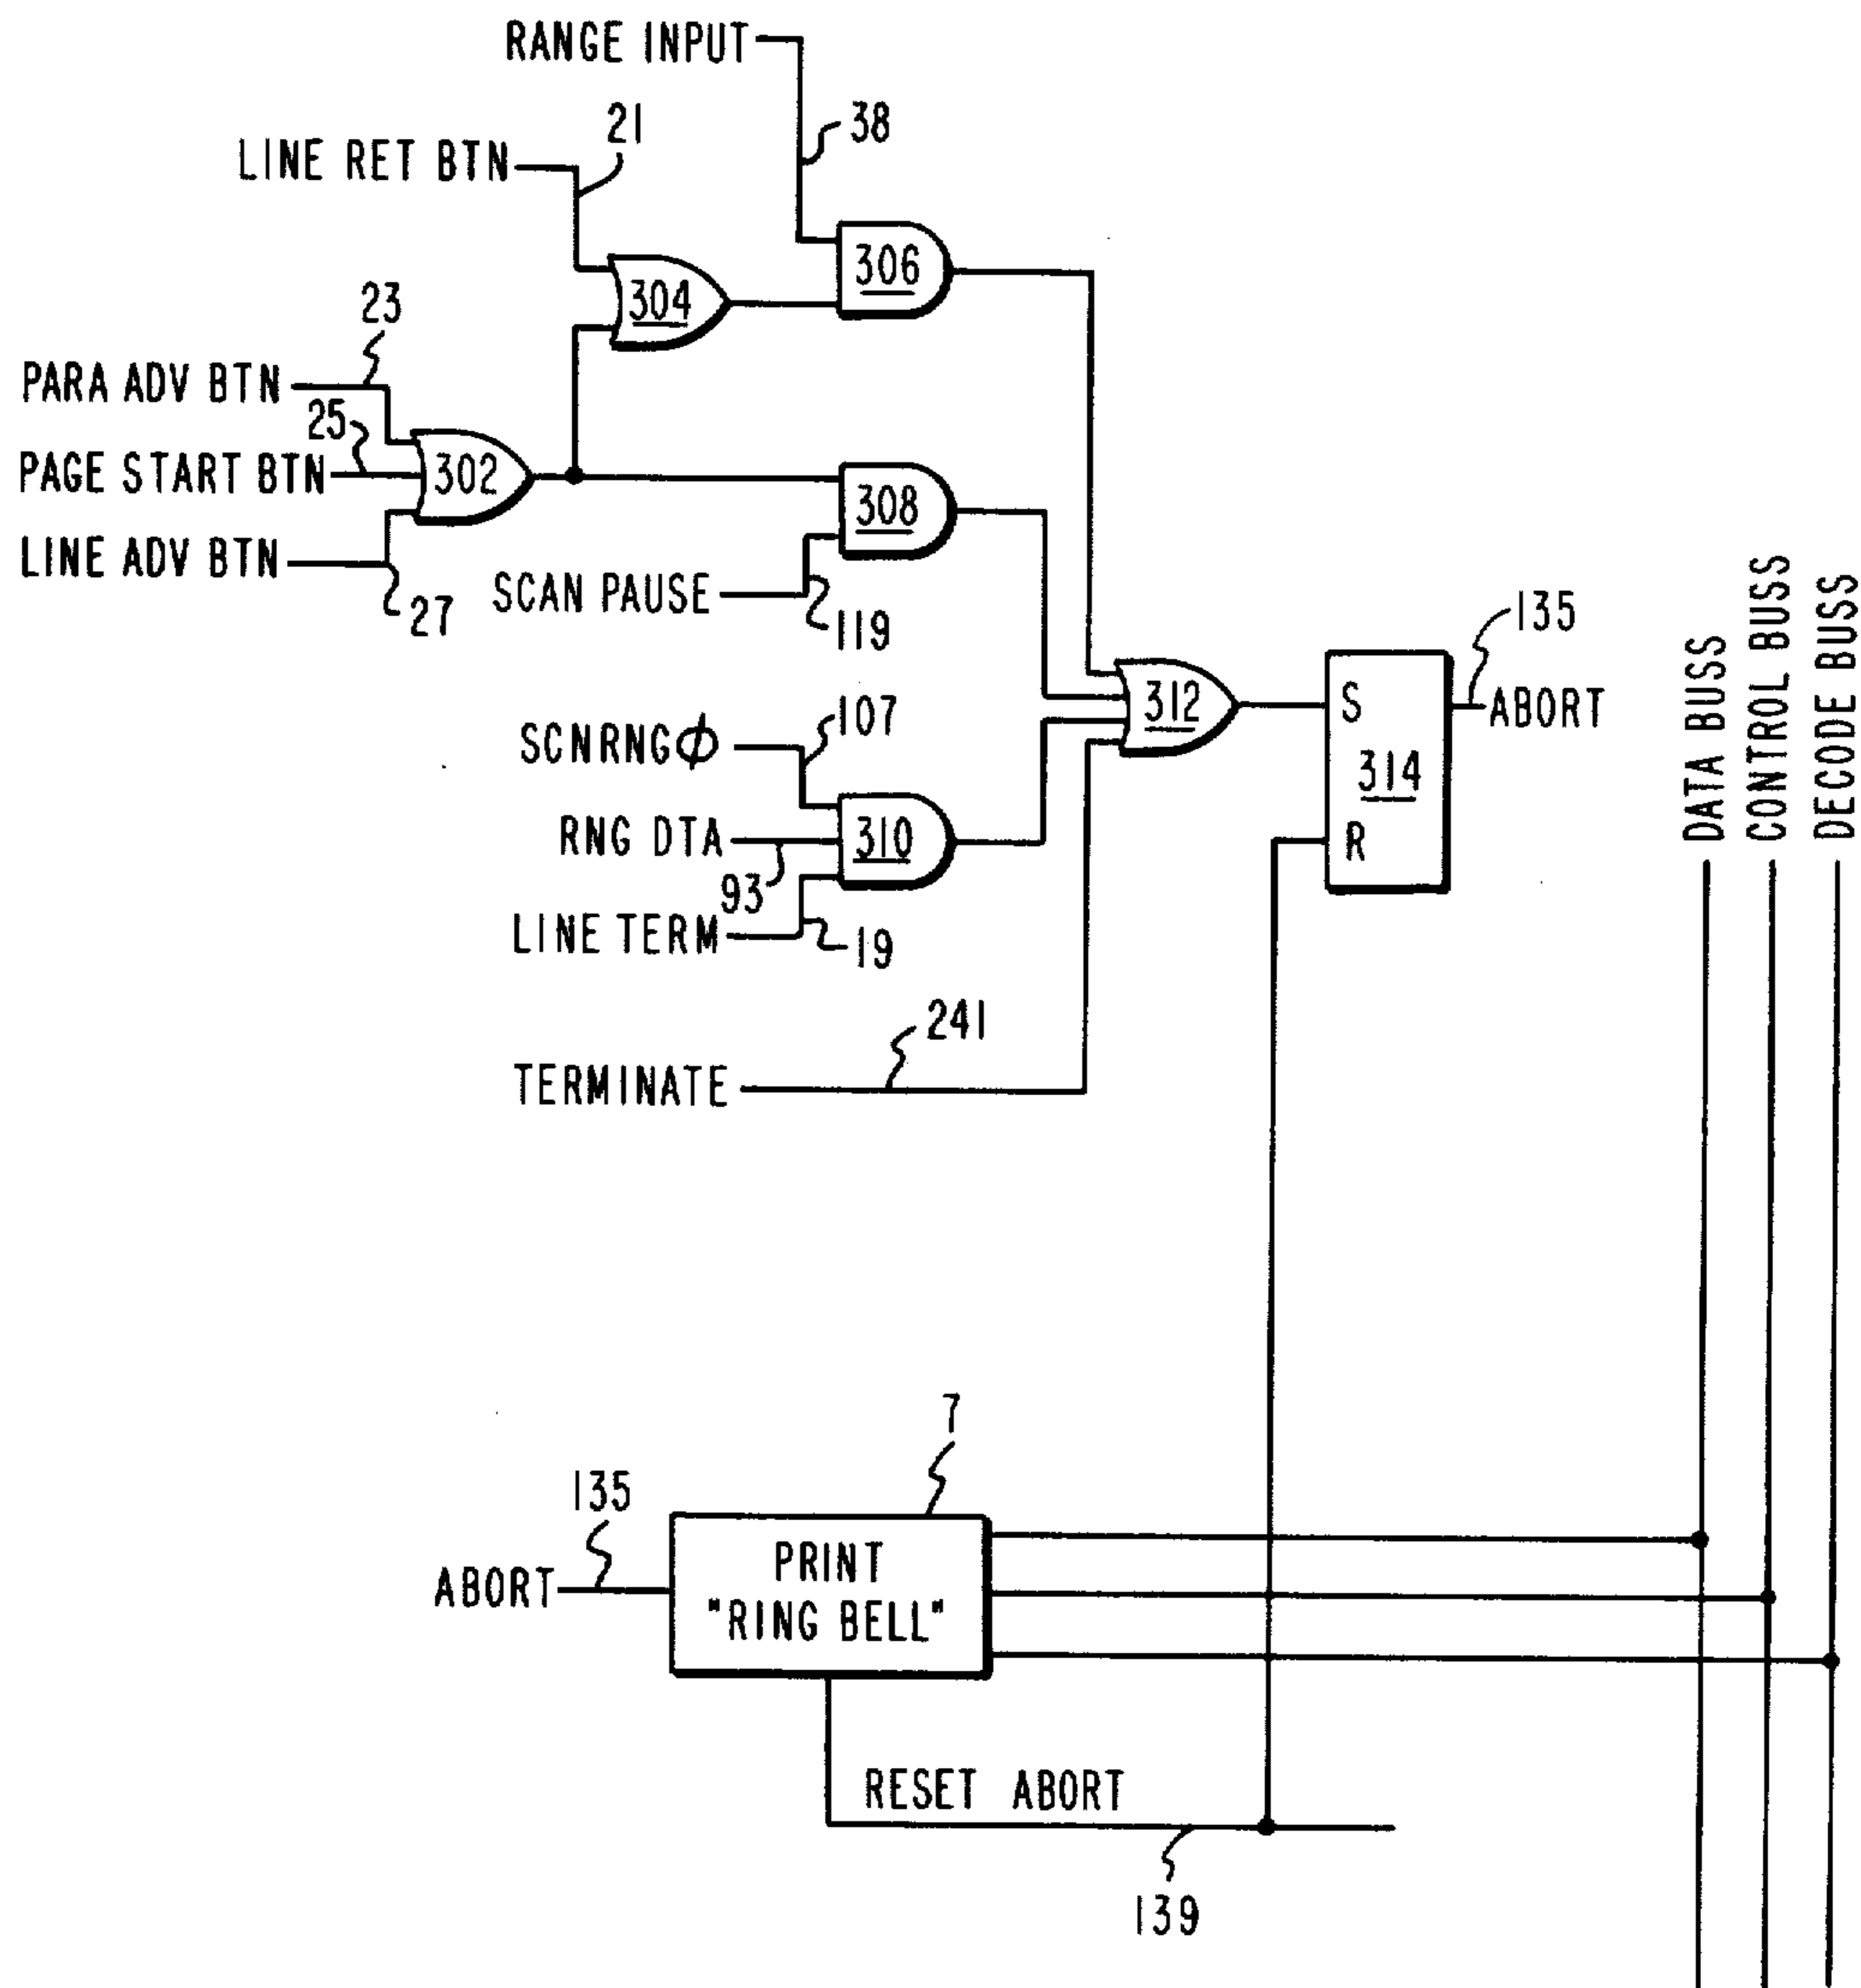 RANGE INPUT
38
LINE RET BTN
21
304
306
PARA ADV BTN
23
PAGE START BTN
25
LINE ADV BTN
27
302
308
SCAN PAUSE
119
SCNRNGϕ
107
RNG DTA
93
LINE TERM
19
310
312
TERMINATE
241
S
314
R
135
ABORT
DATA BUSS
CONTROL BUSS
DECODE BUSS
7
135
ABORT
PRINT
"RING BELL"
RESET ABORT
139